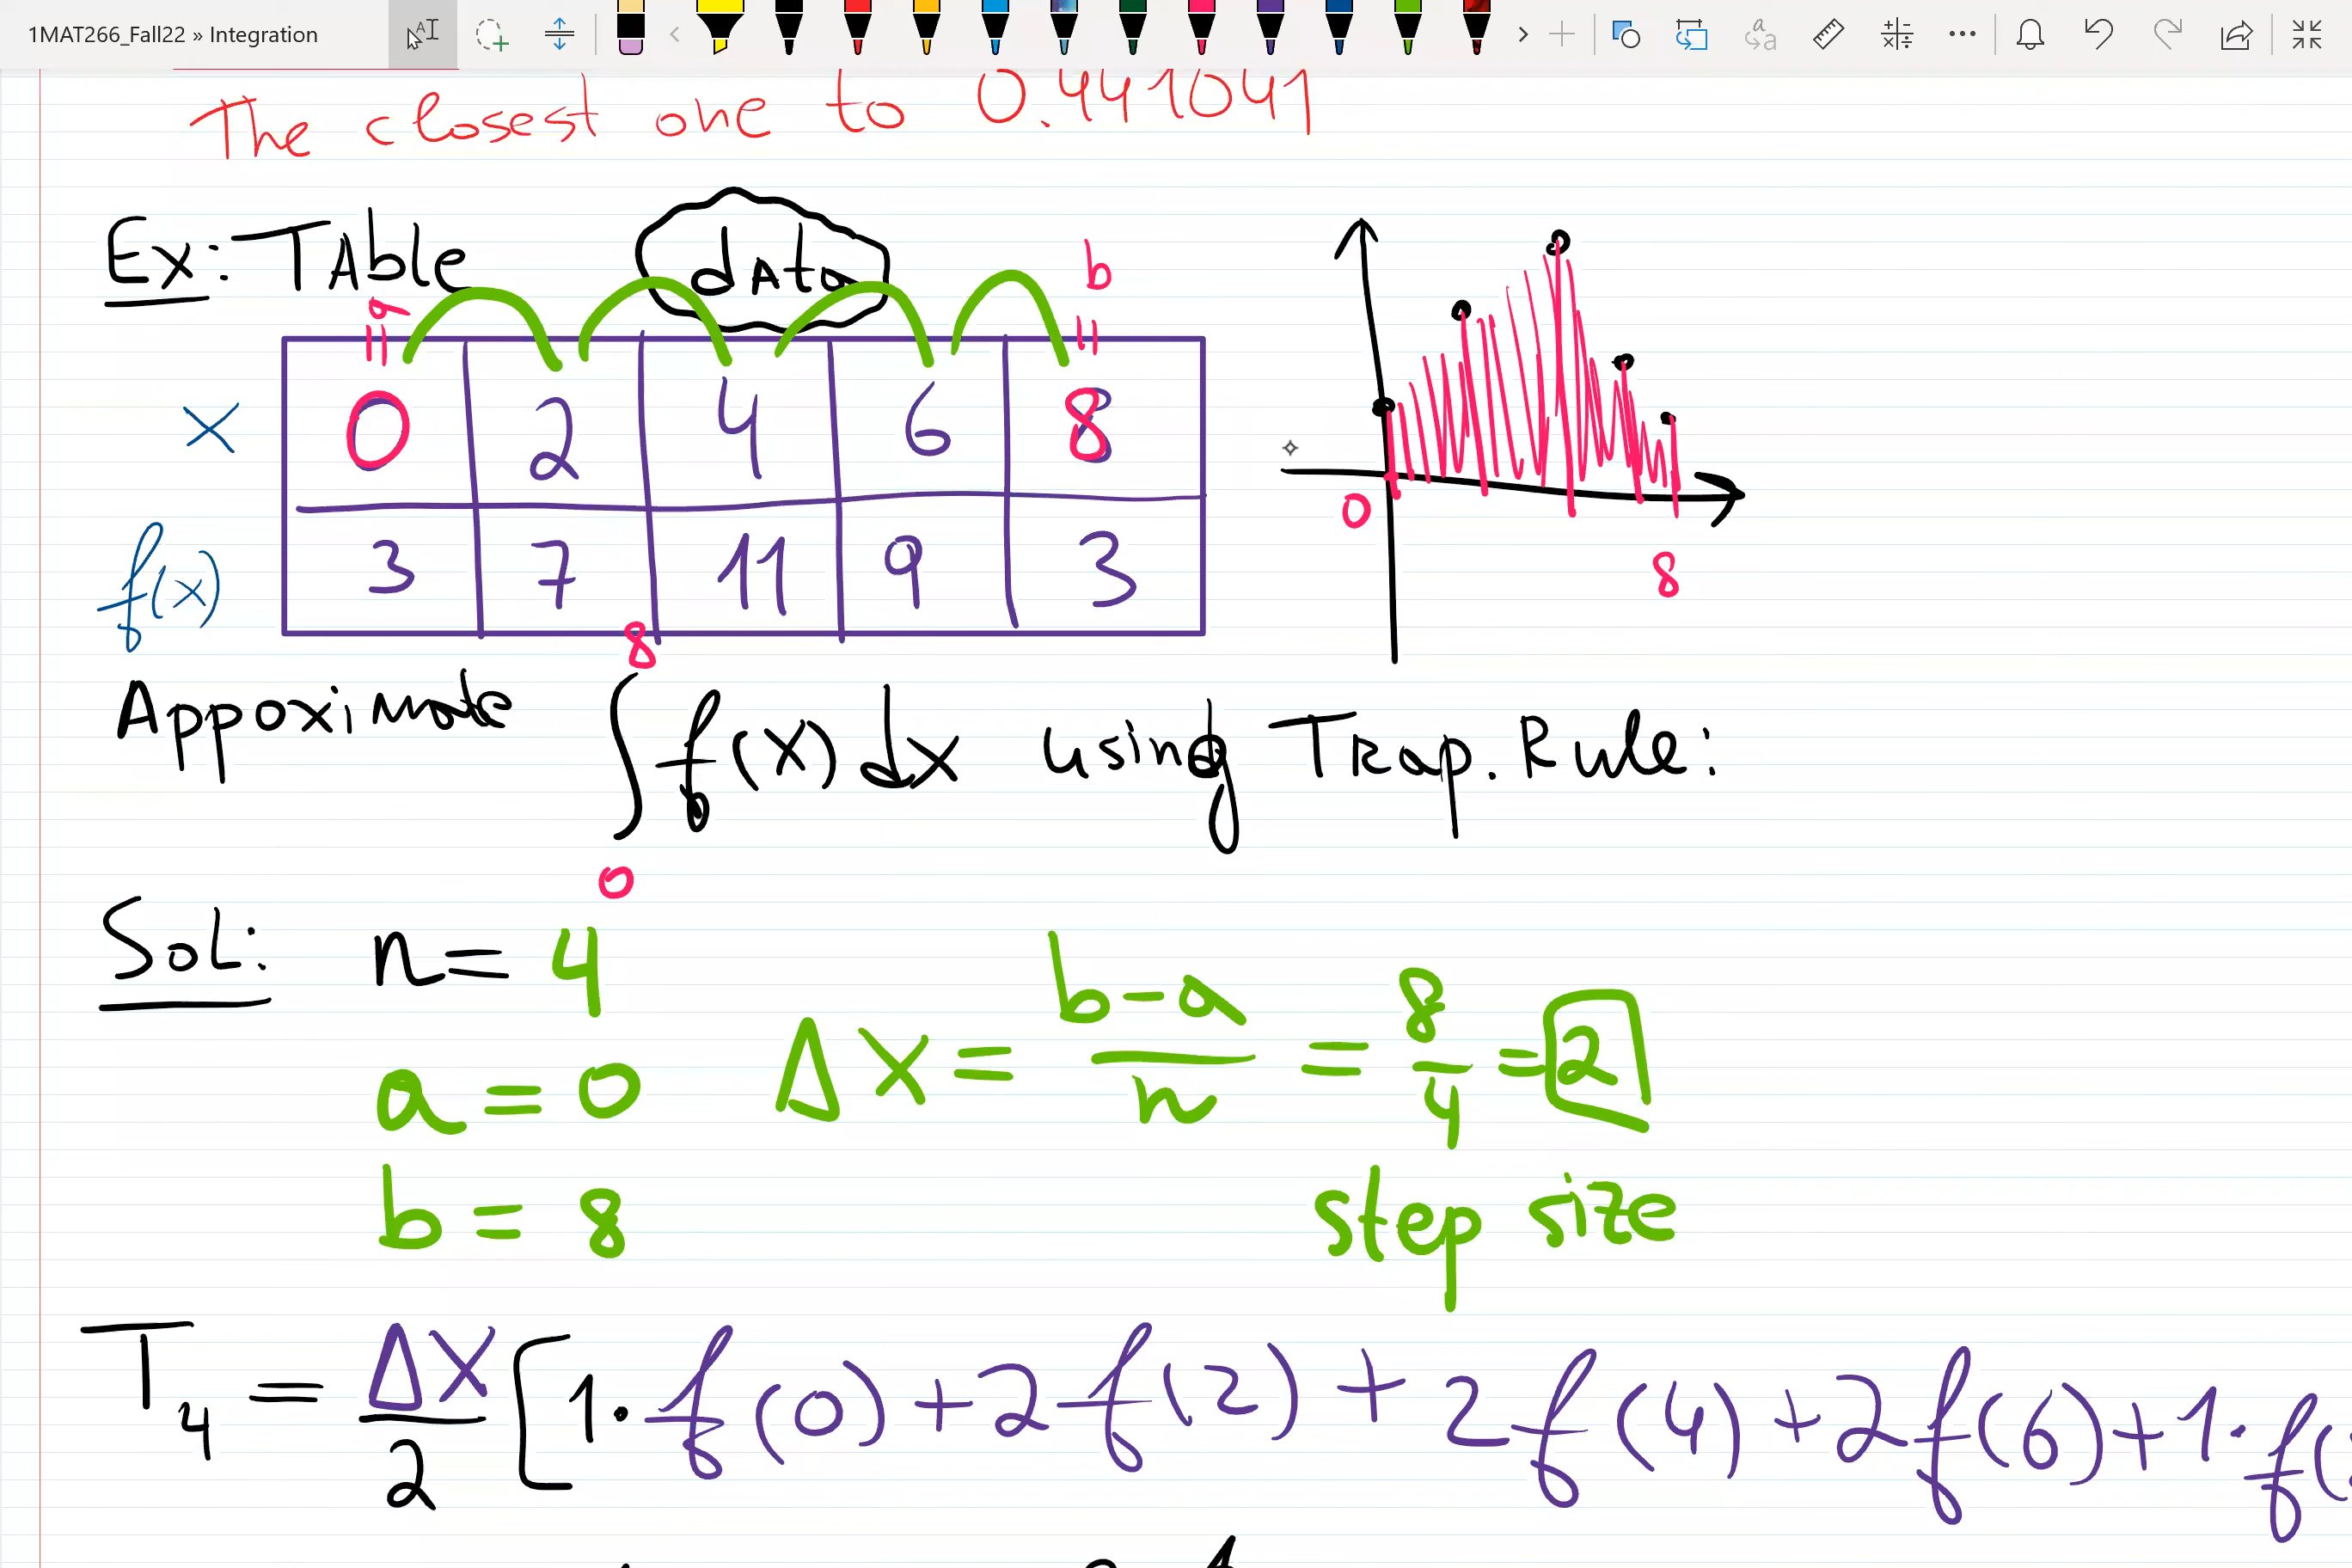 1MAT266_Fall22 » Integration
The closest one to 0.441041
Ex: TAble dAta
a b
= =
x 0 2 4 6 8
f(x) 3 7 11 9 3
0 8
Appoximate ∫₀⁸ f(x) dx using Trap. Rule:
Sol: n = 4
a = 0 Δx = (b-a)/n = 8/4 = 2
b = 8 step size
T₄ = Δx/2 [1·f(0) + 2f(2) + 2f(4) + 2f(6) + 1·f(